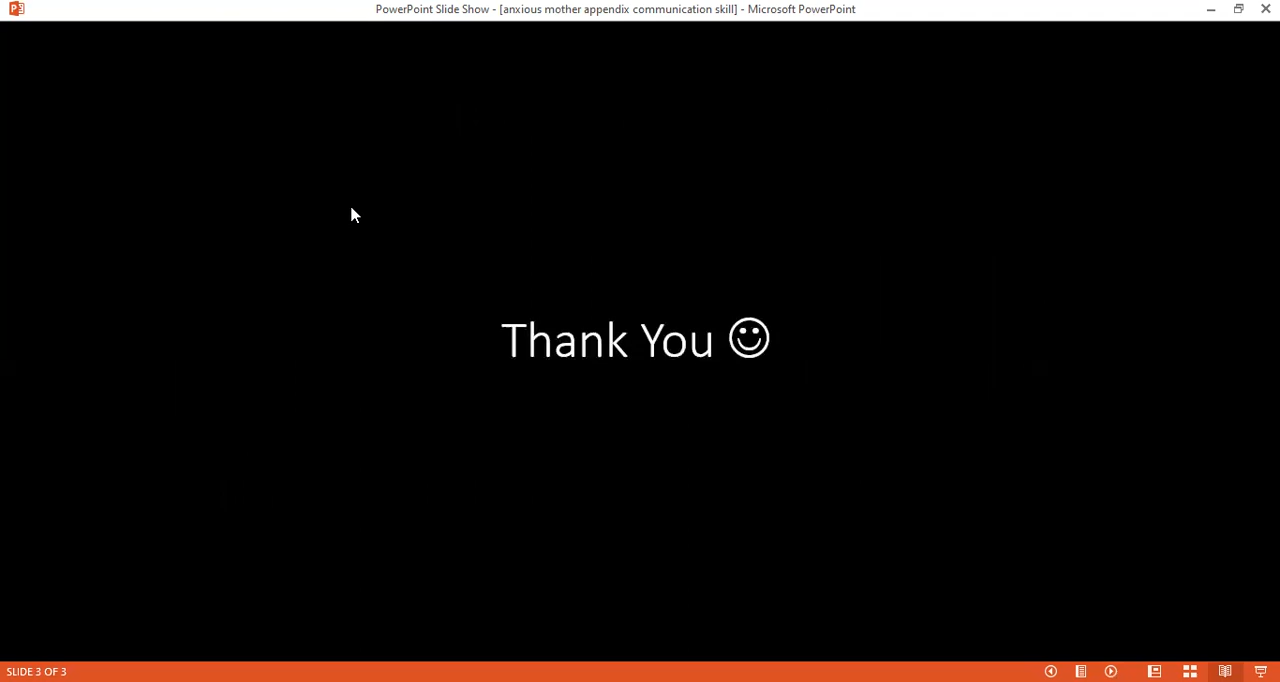 PowerPoint Slide Show - [anxious mother appendix communication skill] - Microsoft PowerPoint
Thank You ☺
SLIDE 3 OF 3